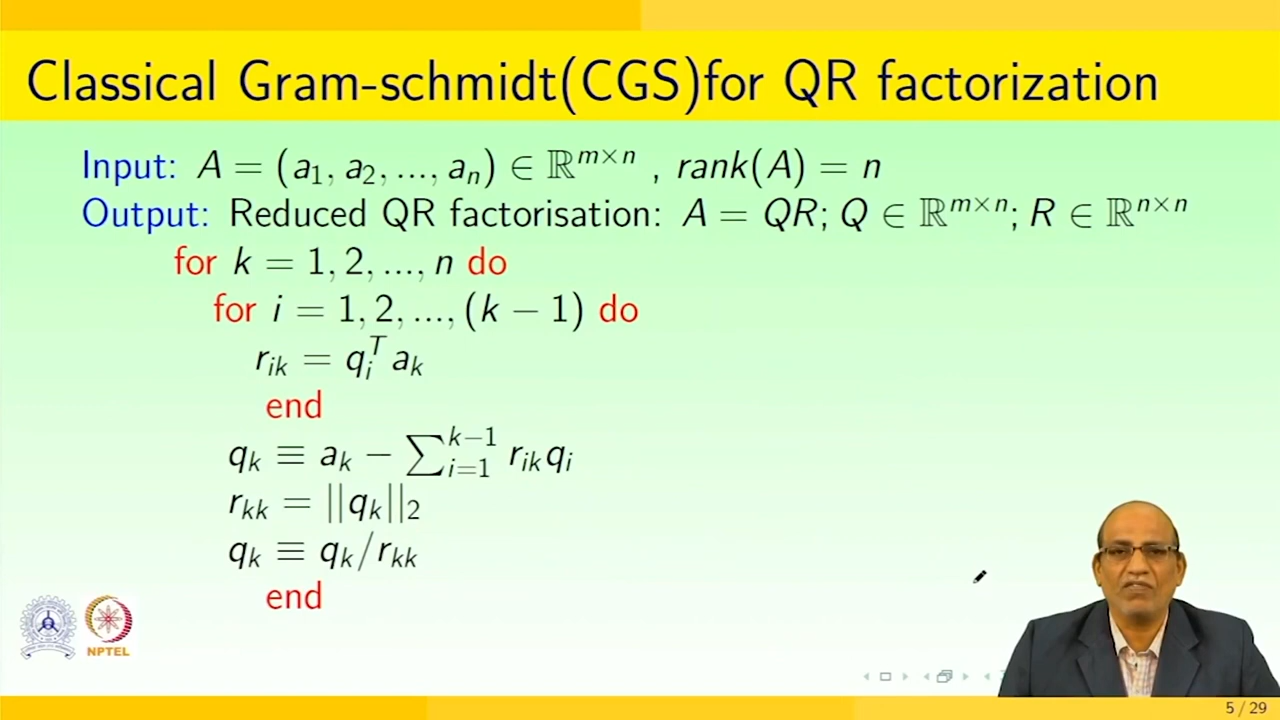 Classical Gram-schmidt(CGS)for QR factorization
Input: A = (a₁, a₂, ..., aₙ) ∈ ℝ^{m×n} , rank(A) = n
Output: Reduced QR factorisation: A = QR; Q ∈ ℝ^{m×n}; R ∈ ℝ^{n×n}
for k = 1, 2, ..., n do
for i = 1, 2, ..., (k − 1) do
r_{ik} = q_i^T a_k
end
q_k ≡ a_k − ∑_{i=1}^{k−1} r_{ik} q_i
r_{kk} = ||q_k||₂
q_k ≡ q_k/r_{kk}
end
NPTEL
5 / 29